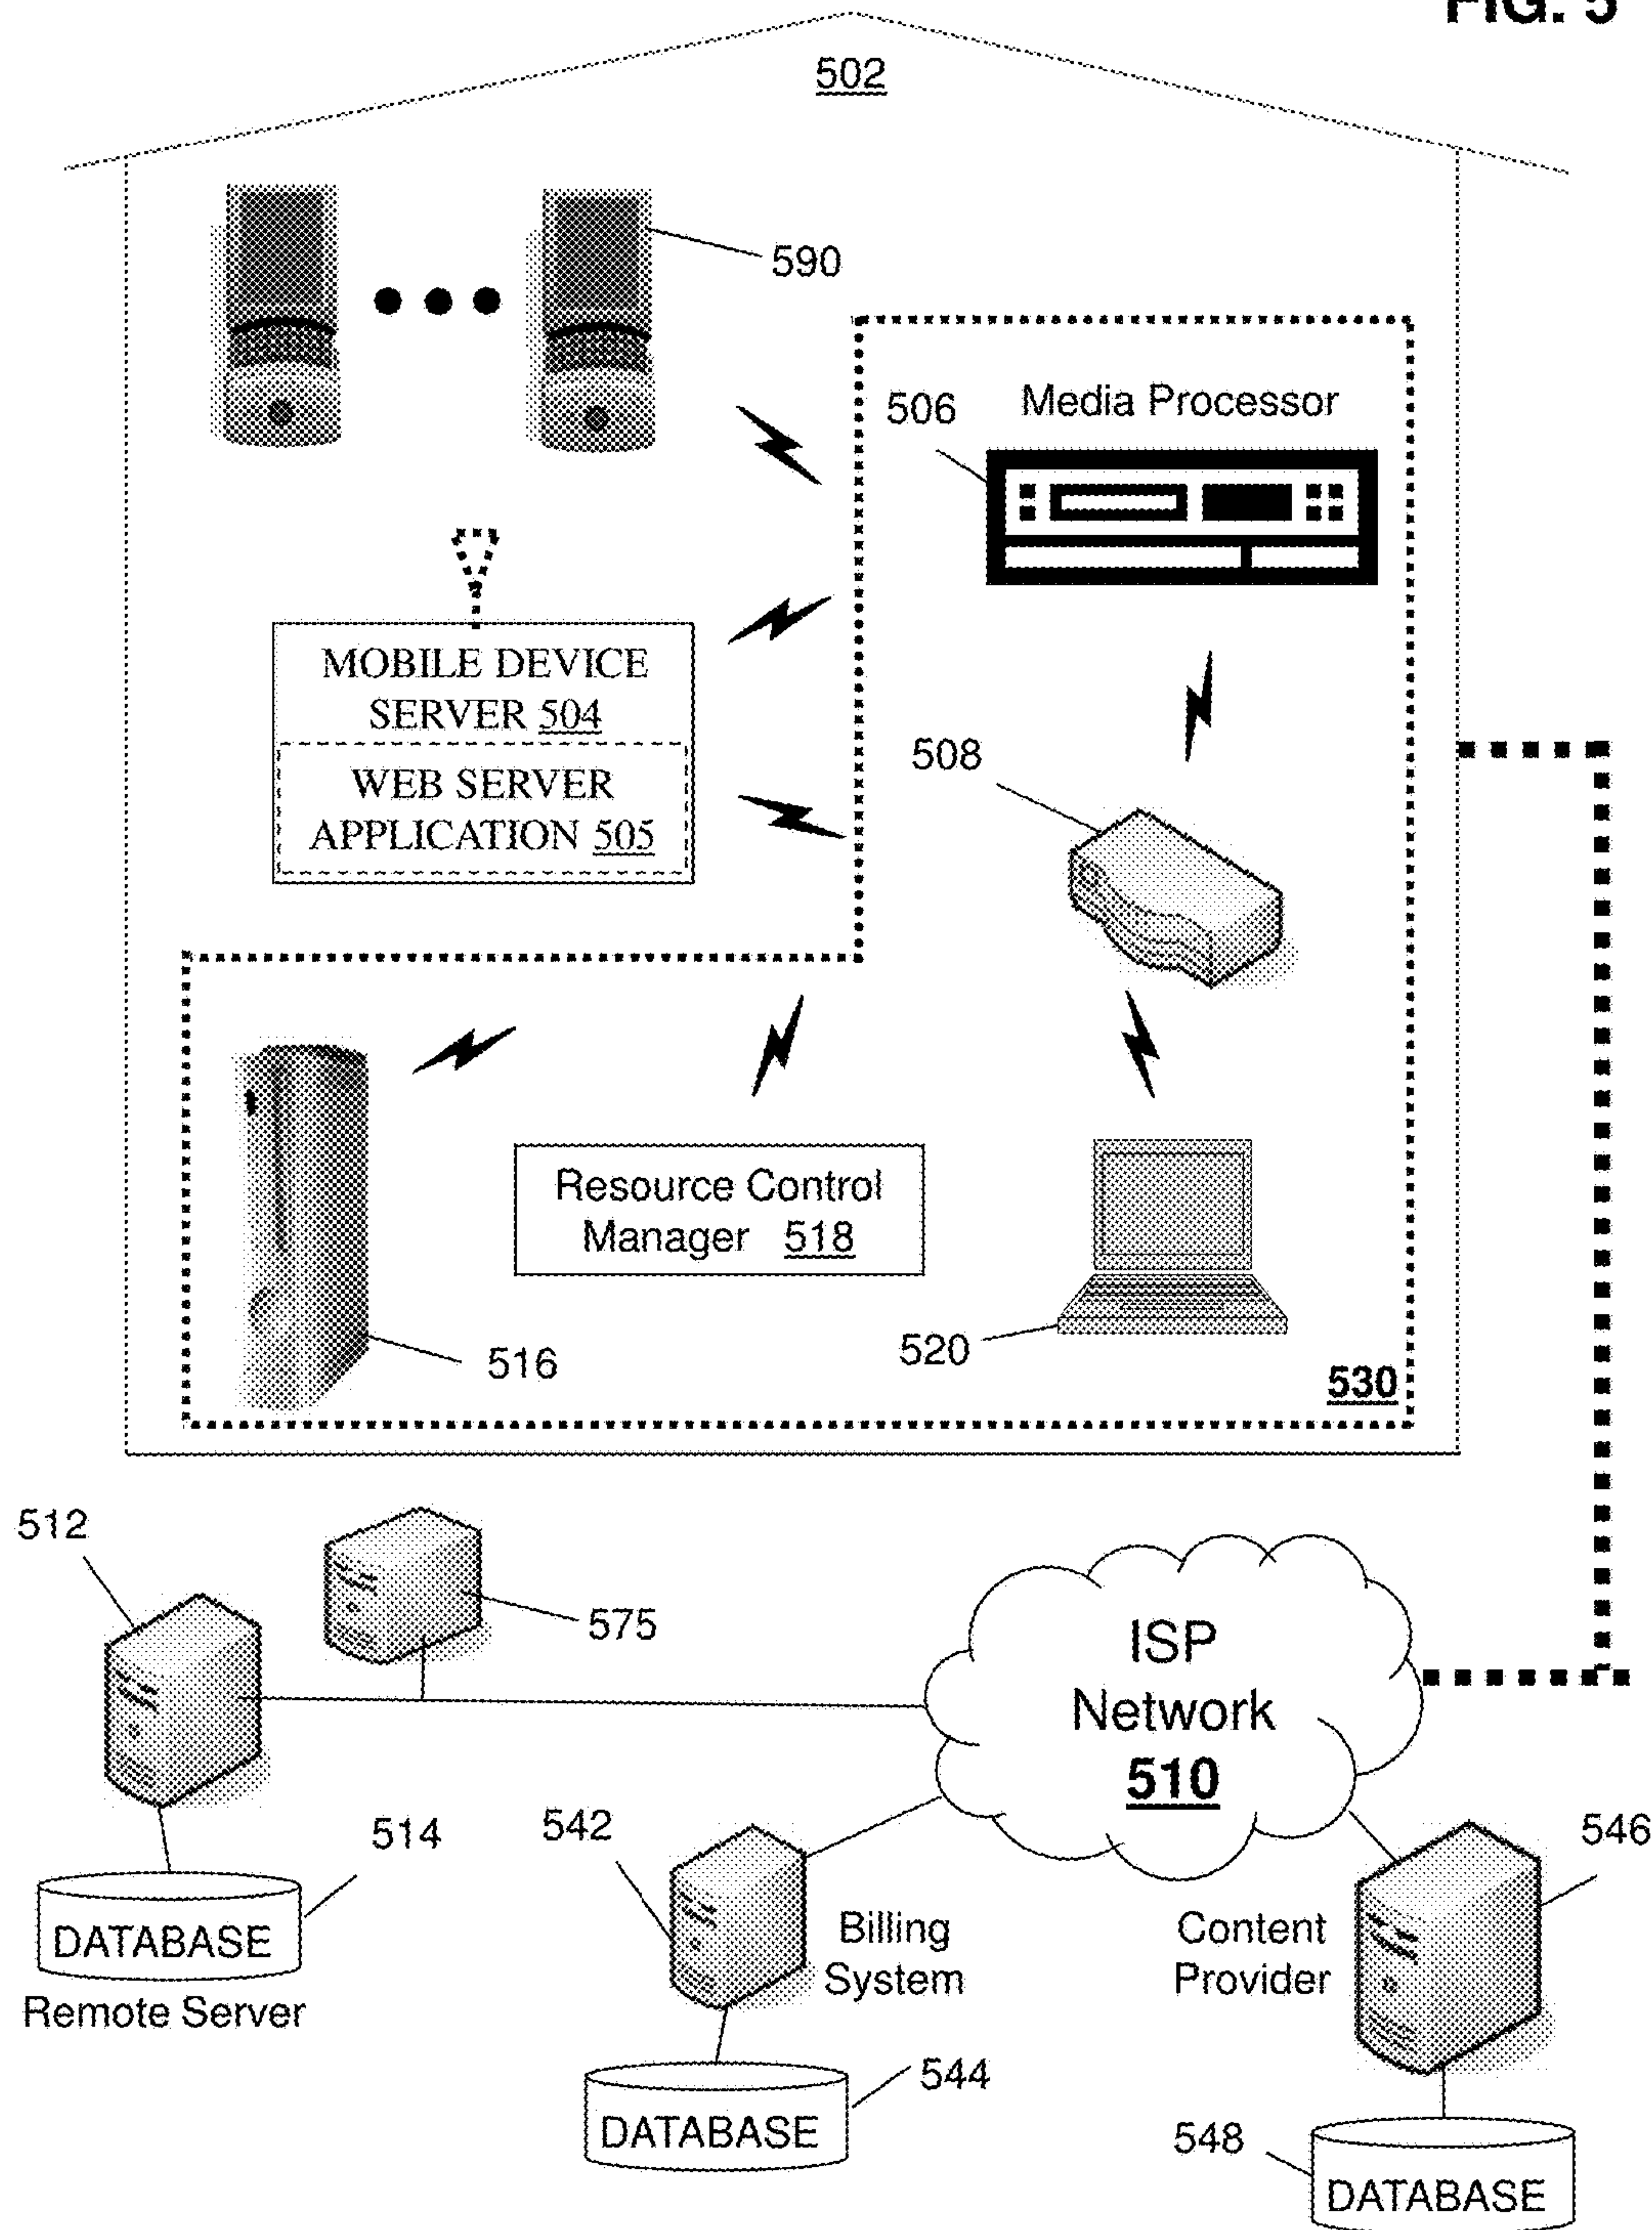 FIG. 5
502
590
506
Media Processor
MOBILE DEVICE
SERVER 504
WEB SERVER
APPLICATION 505
508
Resource Control
Manager 518
516
520
530
512
575
ISP
Network
510
514
DATABASE
Remote Server
542
Billing
System
544
DATABASE
Content
Provider
546
548
DATABASE